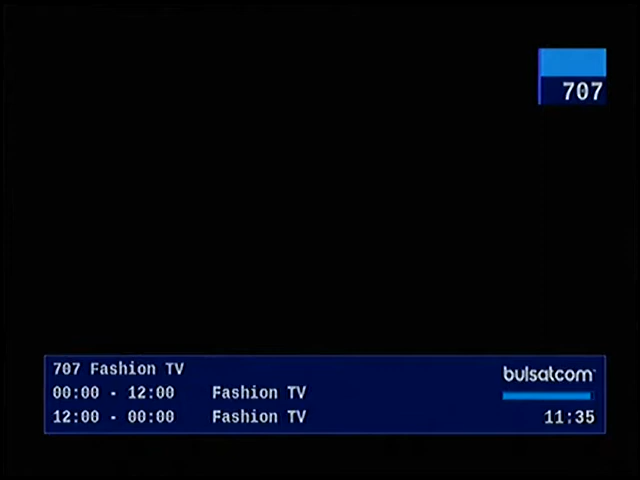 707
707 Fashion TV
bulsatcom
00:00 - 12:00 Fashion TV
12:00 - 00:00 Fashion TV
11:35